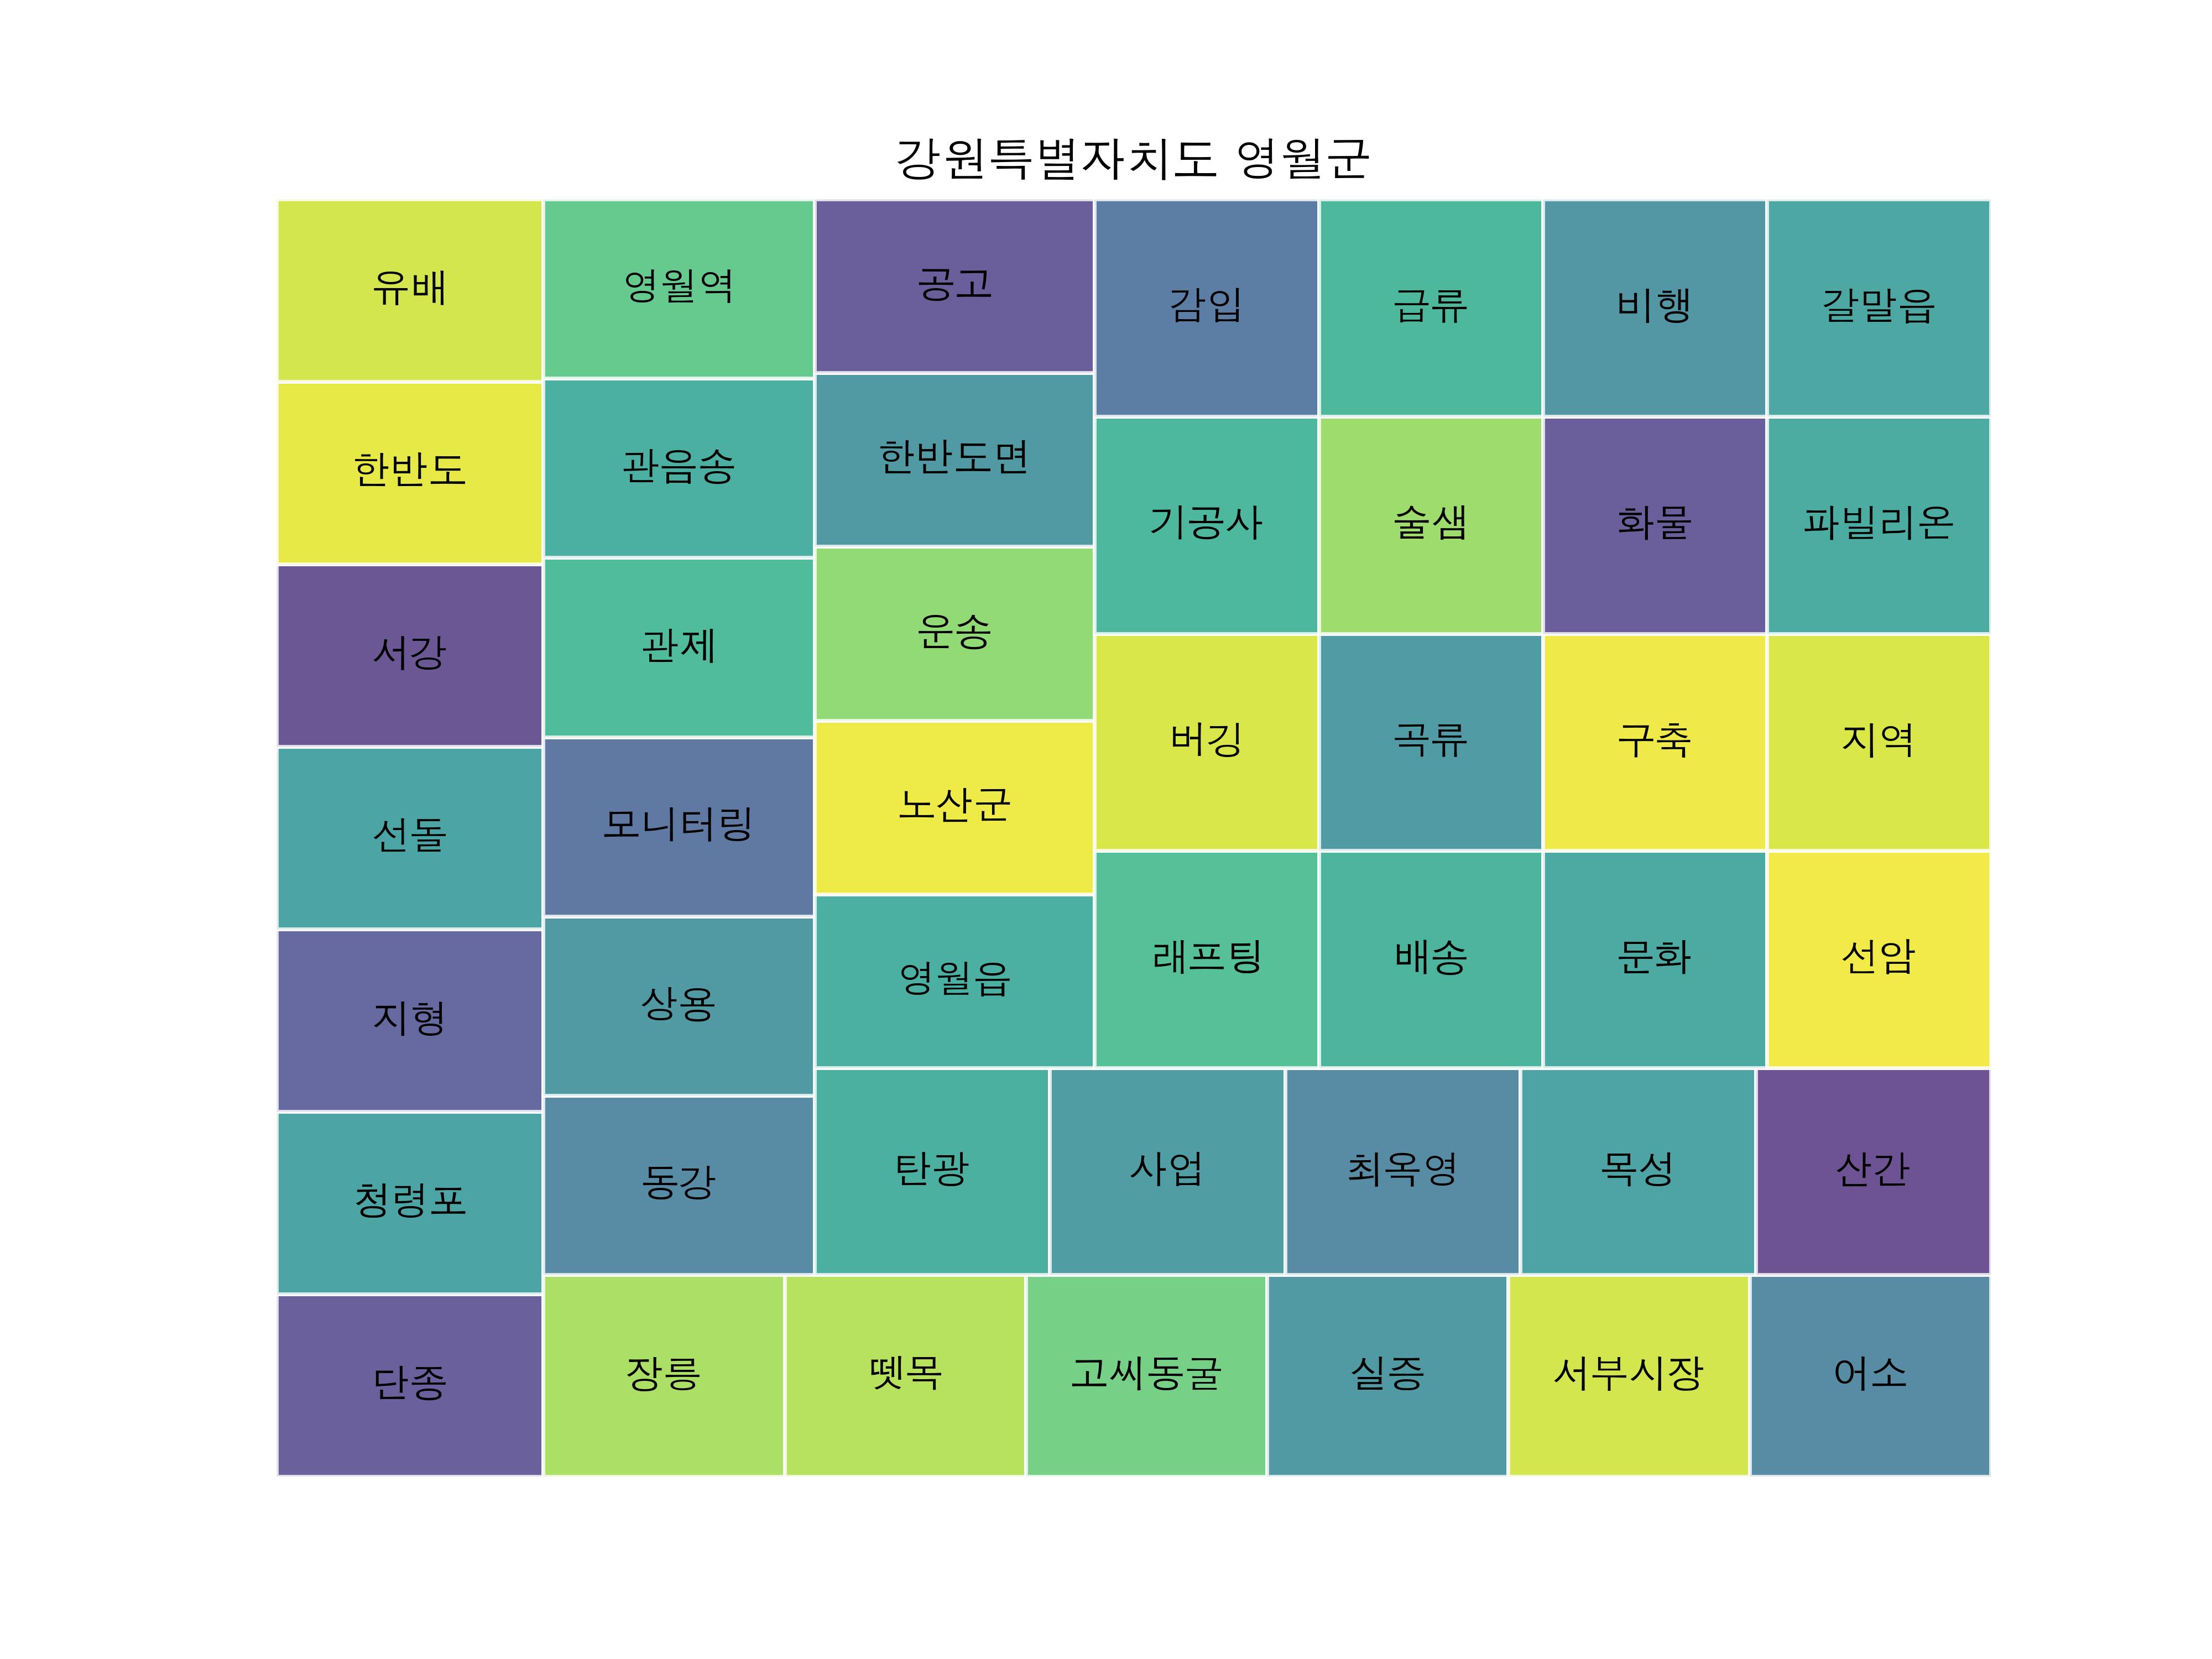 강원특별자치도 영월군
유배
한반도
서강
선돌
지형
청령포
단종
영월역
관음송
관제
모니터링
상용
동강
공고
한반도면
운송
노산군
영월읍
감입
급류
비행
갈말읍
기공사
술샘
화물
파빌리온
버깅
곡류
구축
지역
래프팅
배송
문화
선암
탄광
사업
최옥영
목성
산간
장릉
뗏목
고씨동굴
실증
서부시장
어소